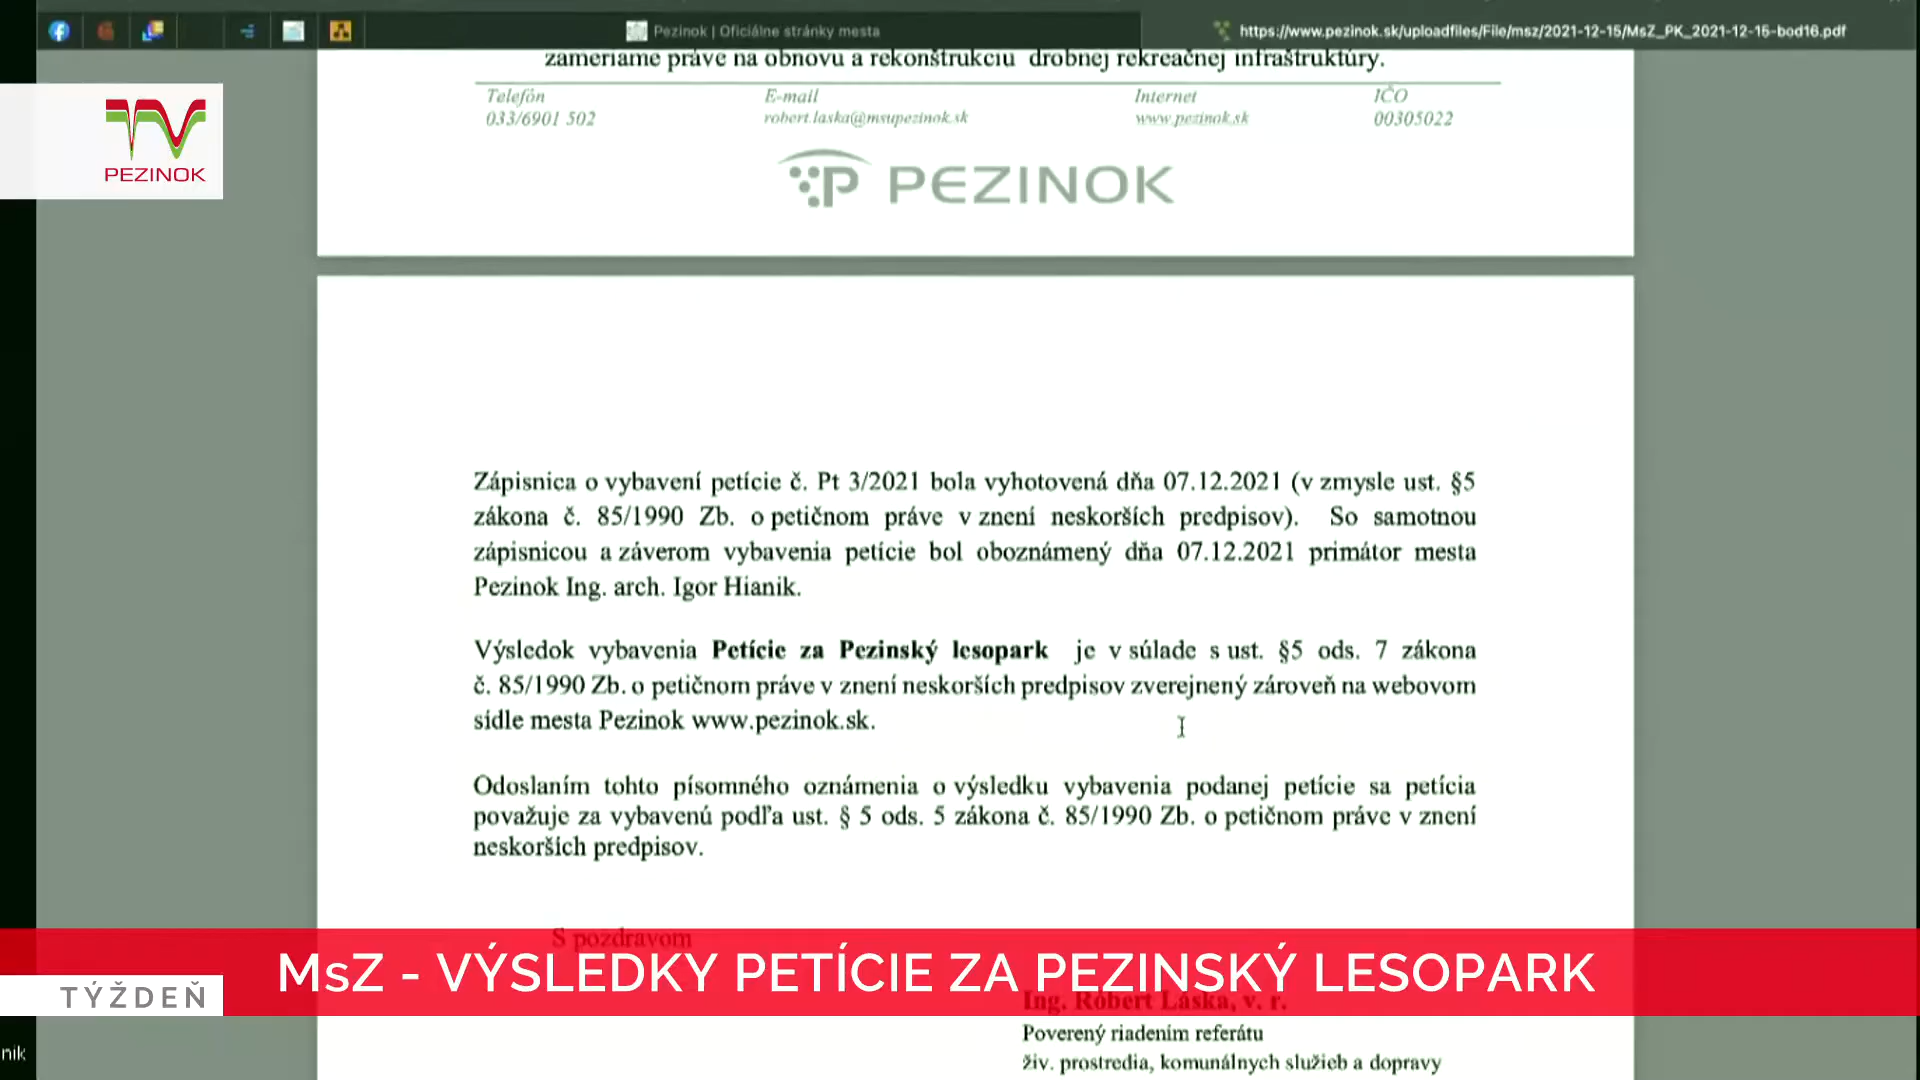 Pezinok | Oficiálne stránky mesta
https://www.pezinok.sk/uploadfiles/File/msz/2021-12-15/MsZ_PK_2021-12-15-bod16.pdf
zameriame práve na obnovu a rekonštrukciu drobnej rekreačnej infraštruktúry.
Telefón E-mail Internet IČO
033/6901 502 robert.laska@msupezinok.sk www.pezinok.sk 00305022
TV
PEZINOK
P PEZINOK
Zápisnica o vybavení petície č. Pt 3/2021 bola vyhotovená dňa 07.12.2021 (v zmysle ust. §5
zákona č. 85/1990 Zb. o petičnom práve v znení neskorších predpisov). So samotnou
zápisnicou a záverom vybavenia petície bol oboznámený dňa 07.12.2021 primátor mesta
Pezinok Ing. arch. Igor Hianik.
Výsledok vybavenia Petície za Pezinský lesopark je v súlade s ust. §5 ods. 7 zákona
č. 85/1990 Zb. o petičnom práve v znení neskorších predpisov zverejnený zároveň na webovom
sídle mesta Pezinok www.pezinok.sk.
Odoslaním tohto písomného oznámenia o výsledku vybavenia podanej petície sa petícia
považuje za vybavenú podľa ust. § 5 ods. 5 zákona č. 85/1990 Zb. o petičnom práve v znení
neskorších predpisov.
S pozdravom
MsZ - VÝSLEDKY PETÍCIE ZA PEZINSKÝ LESOPARK
TÝŽDEŇ
Ing. Róbert Láska, v. r.
Poverený riadením referátu
živ. prostredia, komunálnych služieb a dopravy
nik